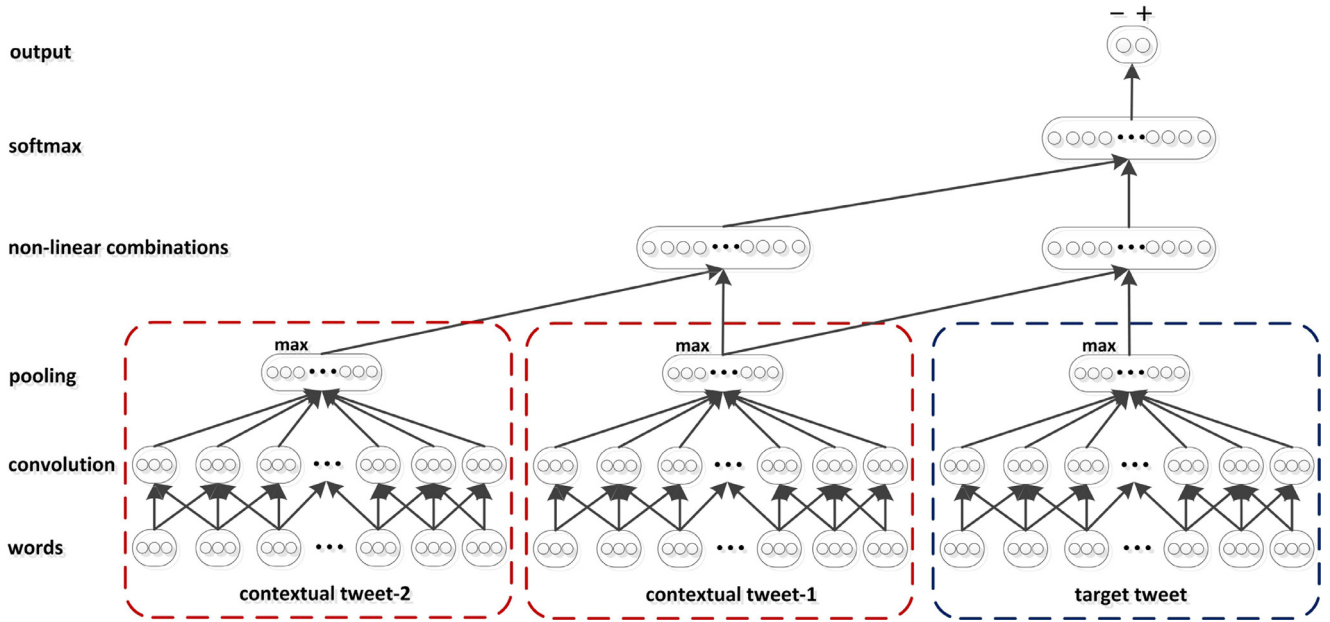 − +
output
softmax
non-linear combinations
max max max
pooling
convolution
words
contextual tweet-2 contextual tweet-1 target tweet